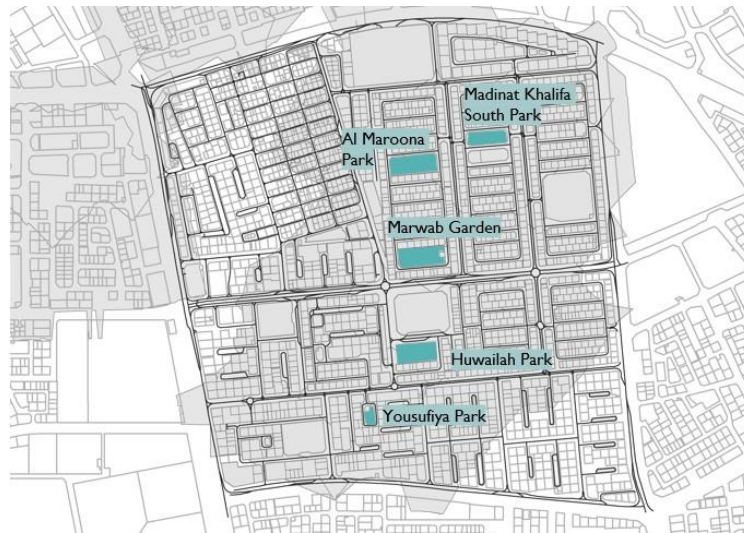 Madinat Khalifa
South Park
Al Maroona
Park
Marwab Garden
Huwailah Park
Yousufiya Park